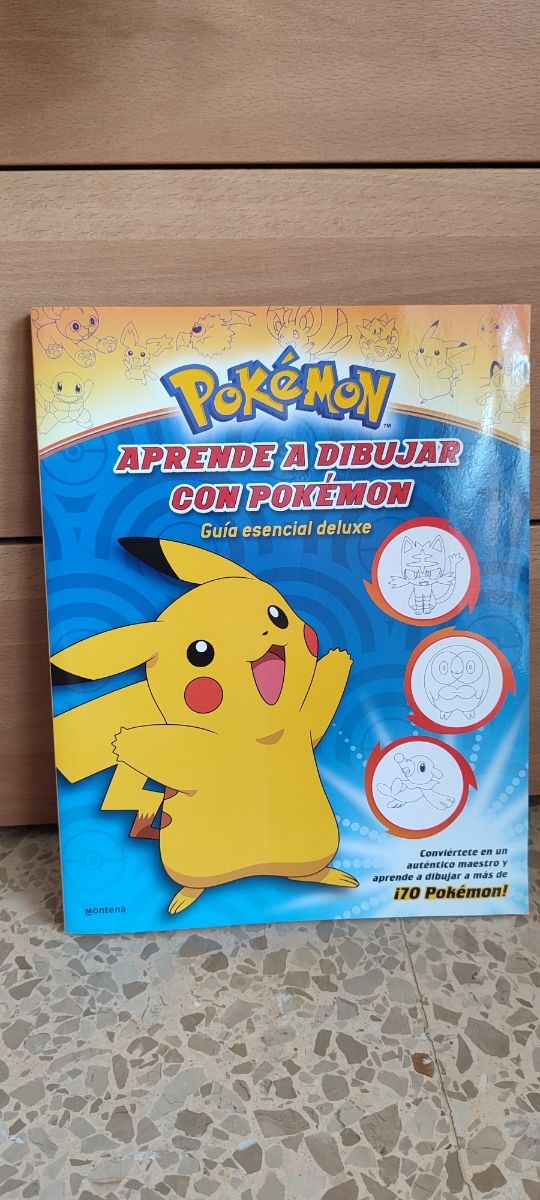 POKéMON™
APRENDE A DIBUJAR
CON POKÉMON
Guía esencial deluxe
Conviértete en un
auténtico maestro y
aprende a dibujar a más de
¡70 Pokémon!
Montena